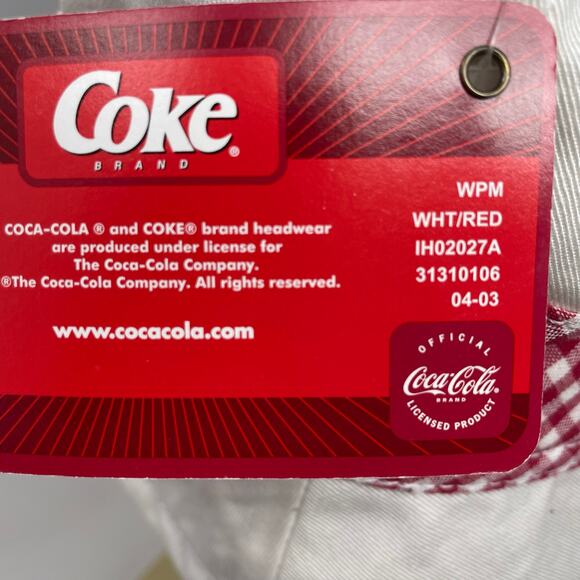 Coke®
BRAND
COCA-COLA ® and COKE® brand headwear
are produced under license for
The Coca-Cola Company.
®The Coca-Cola Company. All rights reserved.
www.cocacola.com
WPM
WHT/RED
IH02027A
31310106
04-03
OFFICIAL
Coca-Cola®
BRAND
LICENSED PRODUCT